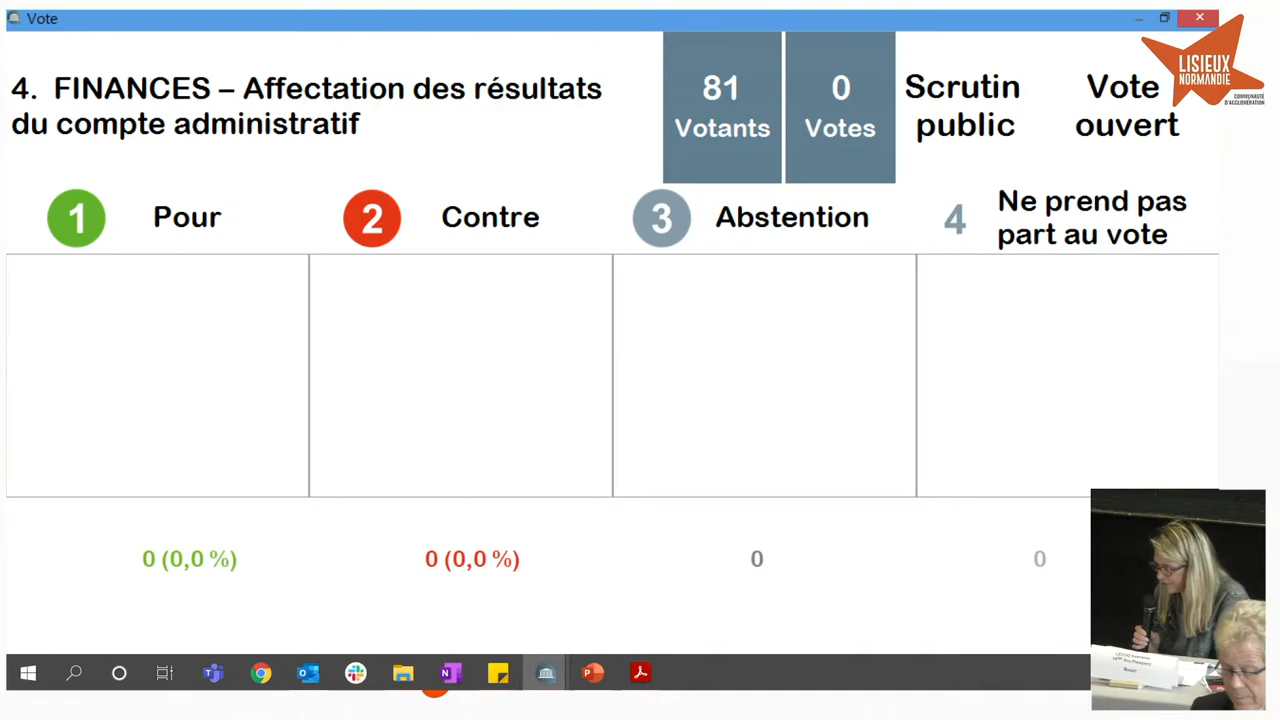 Vote
4. FINANCES – Affectation des résultats
du compte administratif
81
Votants
0
Votes
Scrutin
public
Vote
ouvert
LISIEUX
NORMANDIE
COMMUNAUTÉ
D'AGGLOMÉRATION
1 Pour
2 Contre
3 Abstention
4 Ne prend pas
part au vote
0 (0,0 %)
0 (0,0 %)
0
0